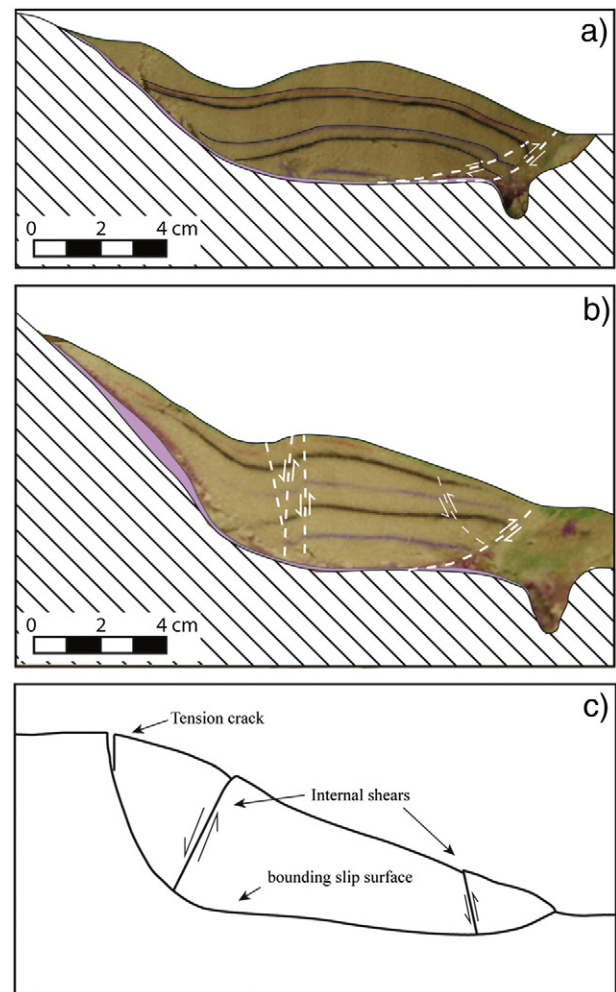 a)
0 2 4 cm
b)
0 2 4 cm
c)
Tension crack
Internal shears
bounding slip surface